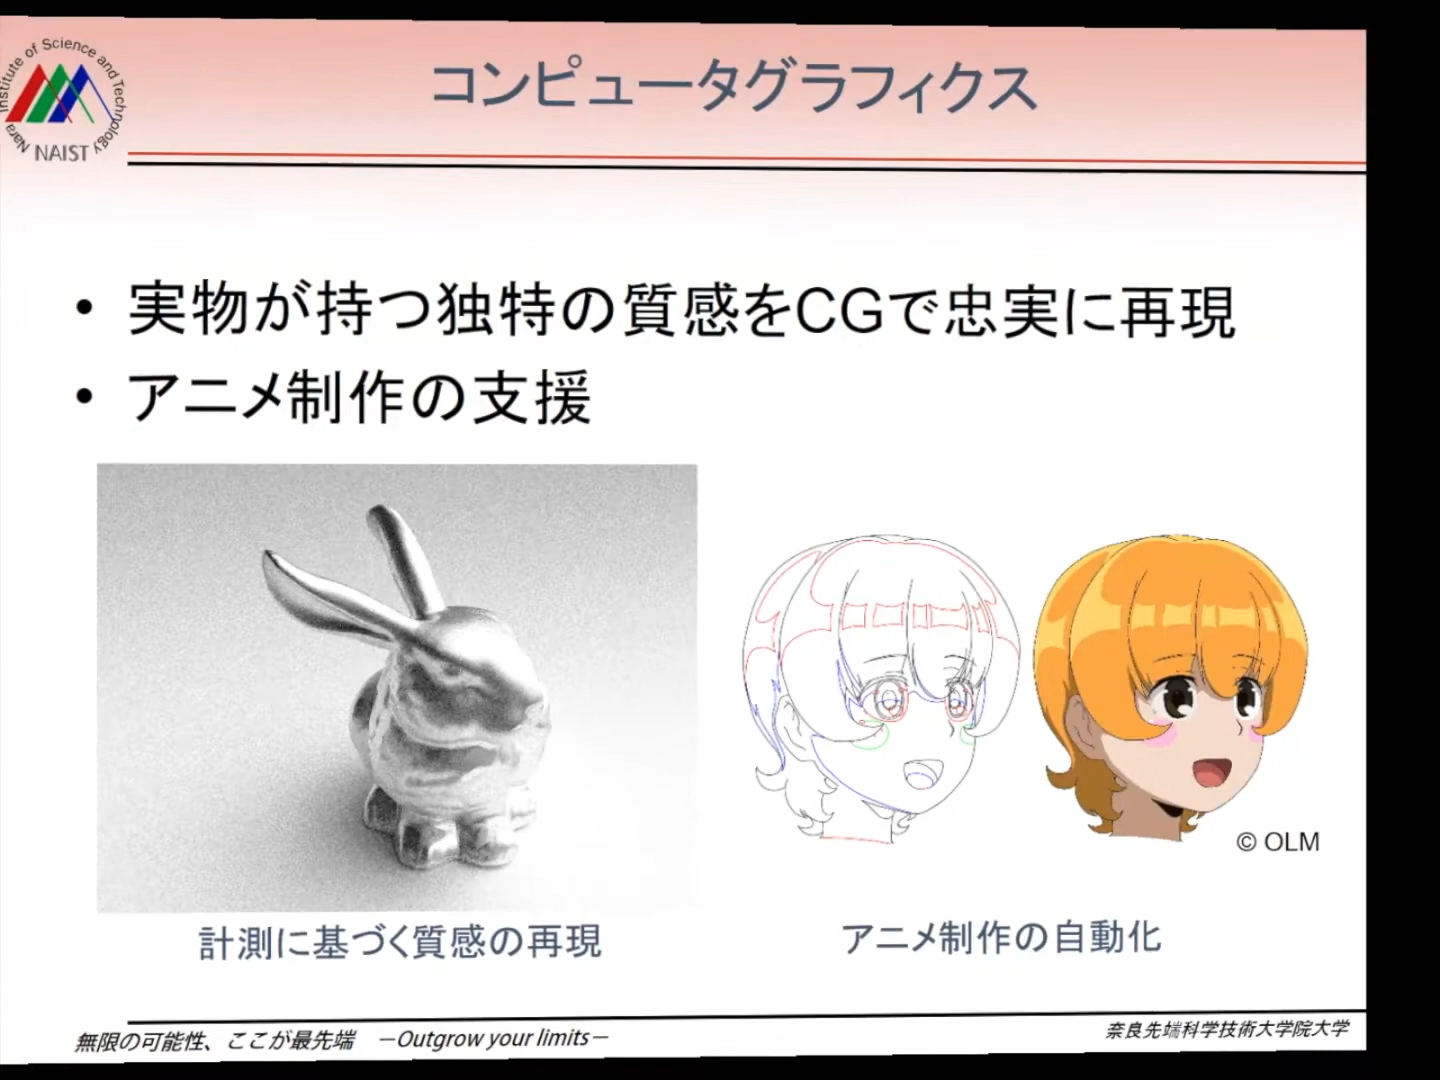 Nara Institute of Science and Technology
NAIST
コンピュータグラフィクス
• 実物が持つ独特の質感をCGで忠実に再現
• アニメ制作の支援
© OLM
計測に基づく質感の再現
アニメ制作の自動化
無限の可能性、ここが最先端 －Outgrow your limits－
奈良先端科学技術大学院大学